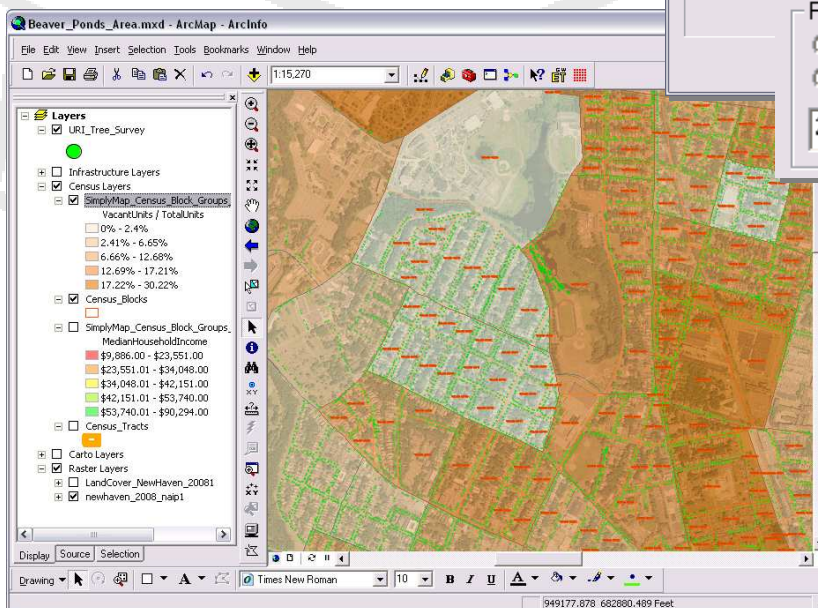 Beaver_Ponds_Area.mxd - ArcMap - ArcInfo
File Edit View Insert Selection Tools Bookmarks Window Help
1:15,270
Layers
URI_Tree_Survey
Infrastructure Layers
Census Layers
SimplyMap_Census_Block_Groups_
VacantUnits / TotalUnits
0% - 2.4%
2.41% - 6.65%
6.66% - 12.68%
12.69% - 17.21%
17.22% - 30.22%
Census_Blocks
SimplyMap_Census_Block_Groups_
MedianHouseholdIncome
$9,886.00 - $23,551.00
$23,551.01 - $34,048.00
$34,048.01 - $42,151.00
$42,151.01 - $53,740.00
$53,740.01 - $90,294.00
Census_Tracts
Carto Layers
Raster Layers
LandCover_NewHaven_20081
newhaven_2008_naip1
Display Source Selection
Drawing A Times New Roman 10 B I U A
949177.878 682880.489 Feet